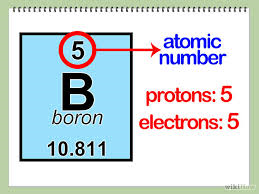 5
atomic
number
B
boron
protons: 5
electrons: 5
10.811
wikiHow